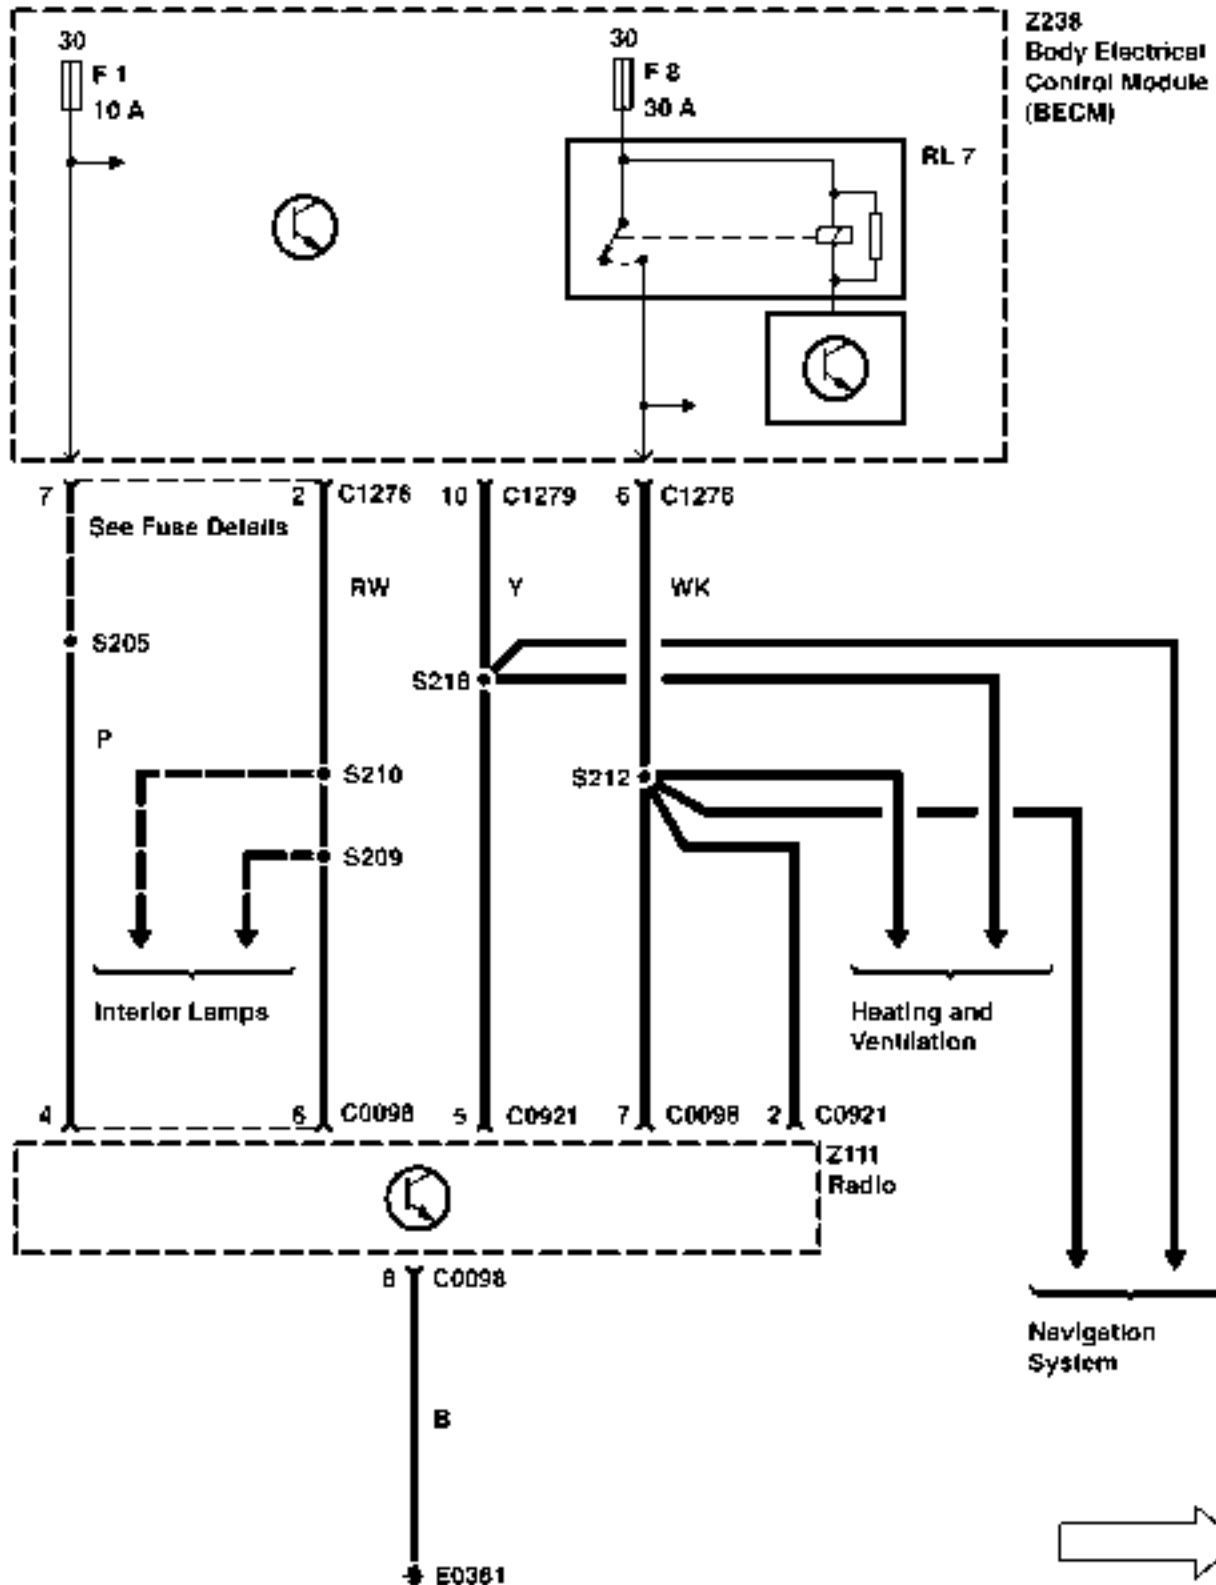 Z238
Body Electrical
Control Module
(BECM)
30
F 1
10 A
30
F 8
30 A
RL 7
7
2
C1276
10
C1279
6
C1276
See Fuse Details
RW
Y
WK
S205
S218
P
S210
S212
S209
Interior Lamps
Heating and
Ventilation
4
6
C0098
5
C0921
7
C0098
2
C0921
Z111
Radio
8
C0098
Navigation
System
B
E0361